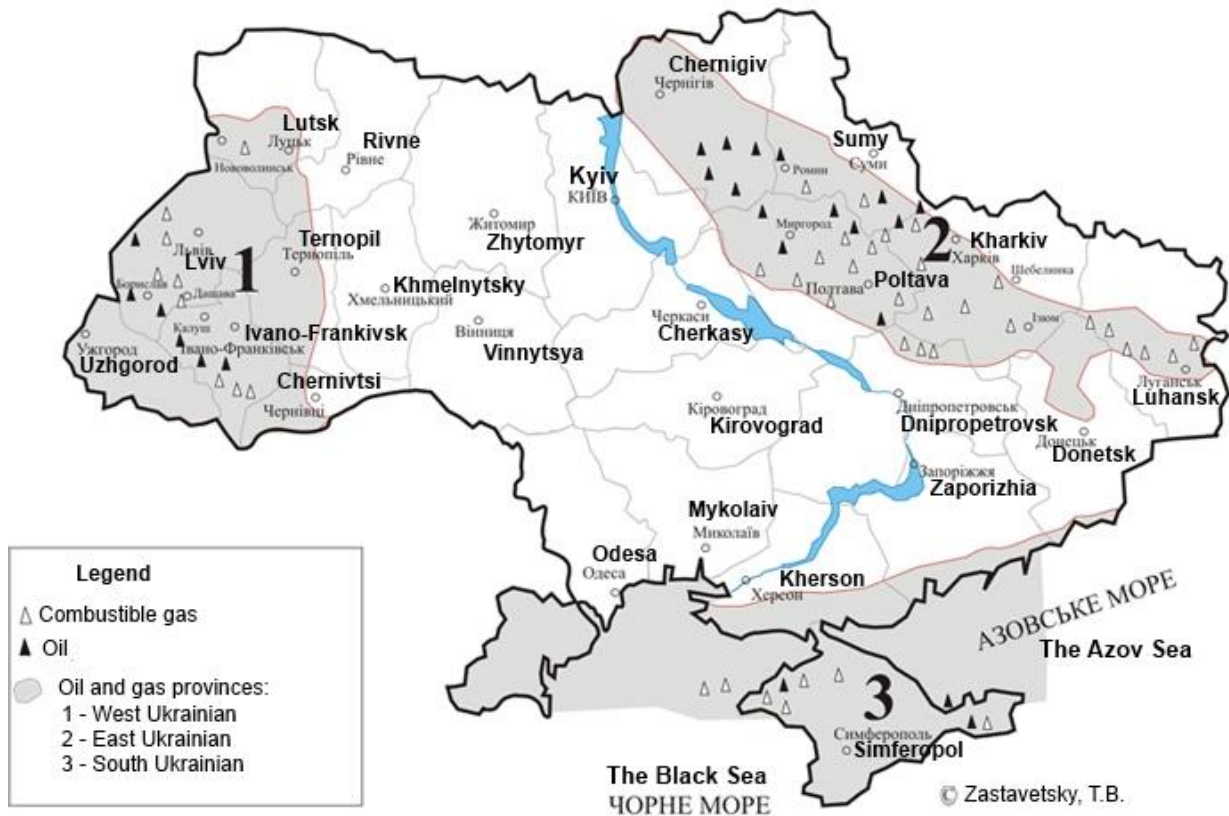 Chernigiv
Чернігів
Lutsk
Луцьк
Нововолинськ
Rivne
Рівне
Sumy
Суми
Ромни
Kyiv
КИЇВ
Житомир
Zhytomyr
Миргород
2
Kharkiv
Харків
Шебелинка
Львів
Lviv
1
Ternopil
Тернопіль
Khmelnytsky
Хмельницький
Полтава
Poltava
Борислав
Дашава
Калуш
Черкаси
Cherkasy
Ізюм
Ужгород
Uzhgorod
Ivano-Frankivsk
Івано-Франківськ
Вінниця
Vinnytsya
Chernivtsi
Чернівці
Луганськ
Luhansk
Кіровоград
Kirovograd
Дніпропетровськ
Dnipropetrovsk
Донецьк
Donetsk
Запоріжжя
Zaporizhia
Mykolaiv
Миколаїв
Odesa
Одеса
Kherson
Херсон
АЗОВСЬКЕ МОРЕ
The Azov Sea
3
Симферополь
Simferopol
The Black Sea
ЧОРНЕ МОРЕ
Legend
Combustible gas
Oil
Oil and gas provinces:
1 - West Ukrainian
2 - East Ukrainian
3 - South Ukrainian
© Zastavetsky, T.B.